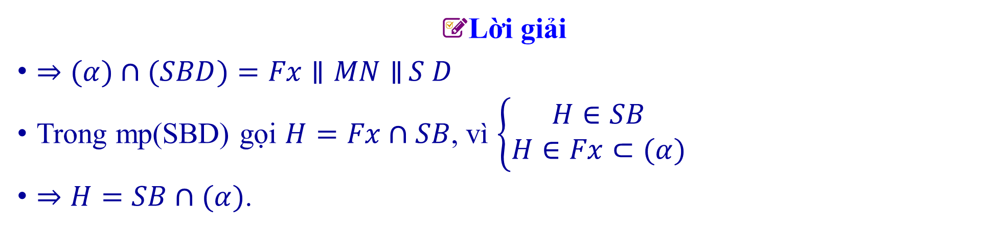 Lời giải
• ⇒ (α) ∩ (SBD) = Fx ∥ MN ∥ S D
• Trong mp(SBD) gọi H = Fx ∩ SB, vì { H ∈ SB
H ∈ Fx ⊂ (α)
• ⇒ H = SB ∩ (α).